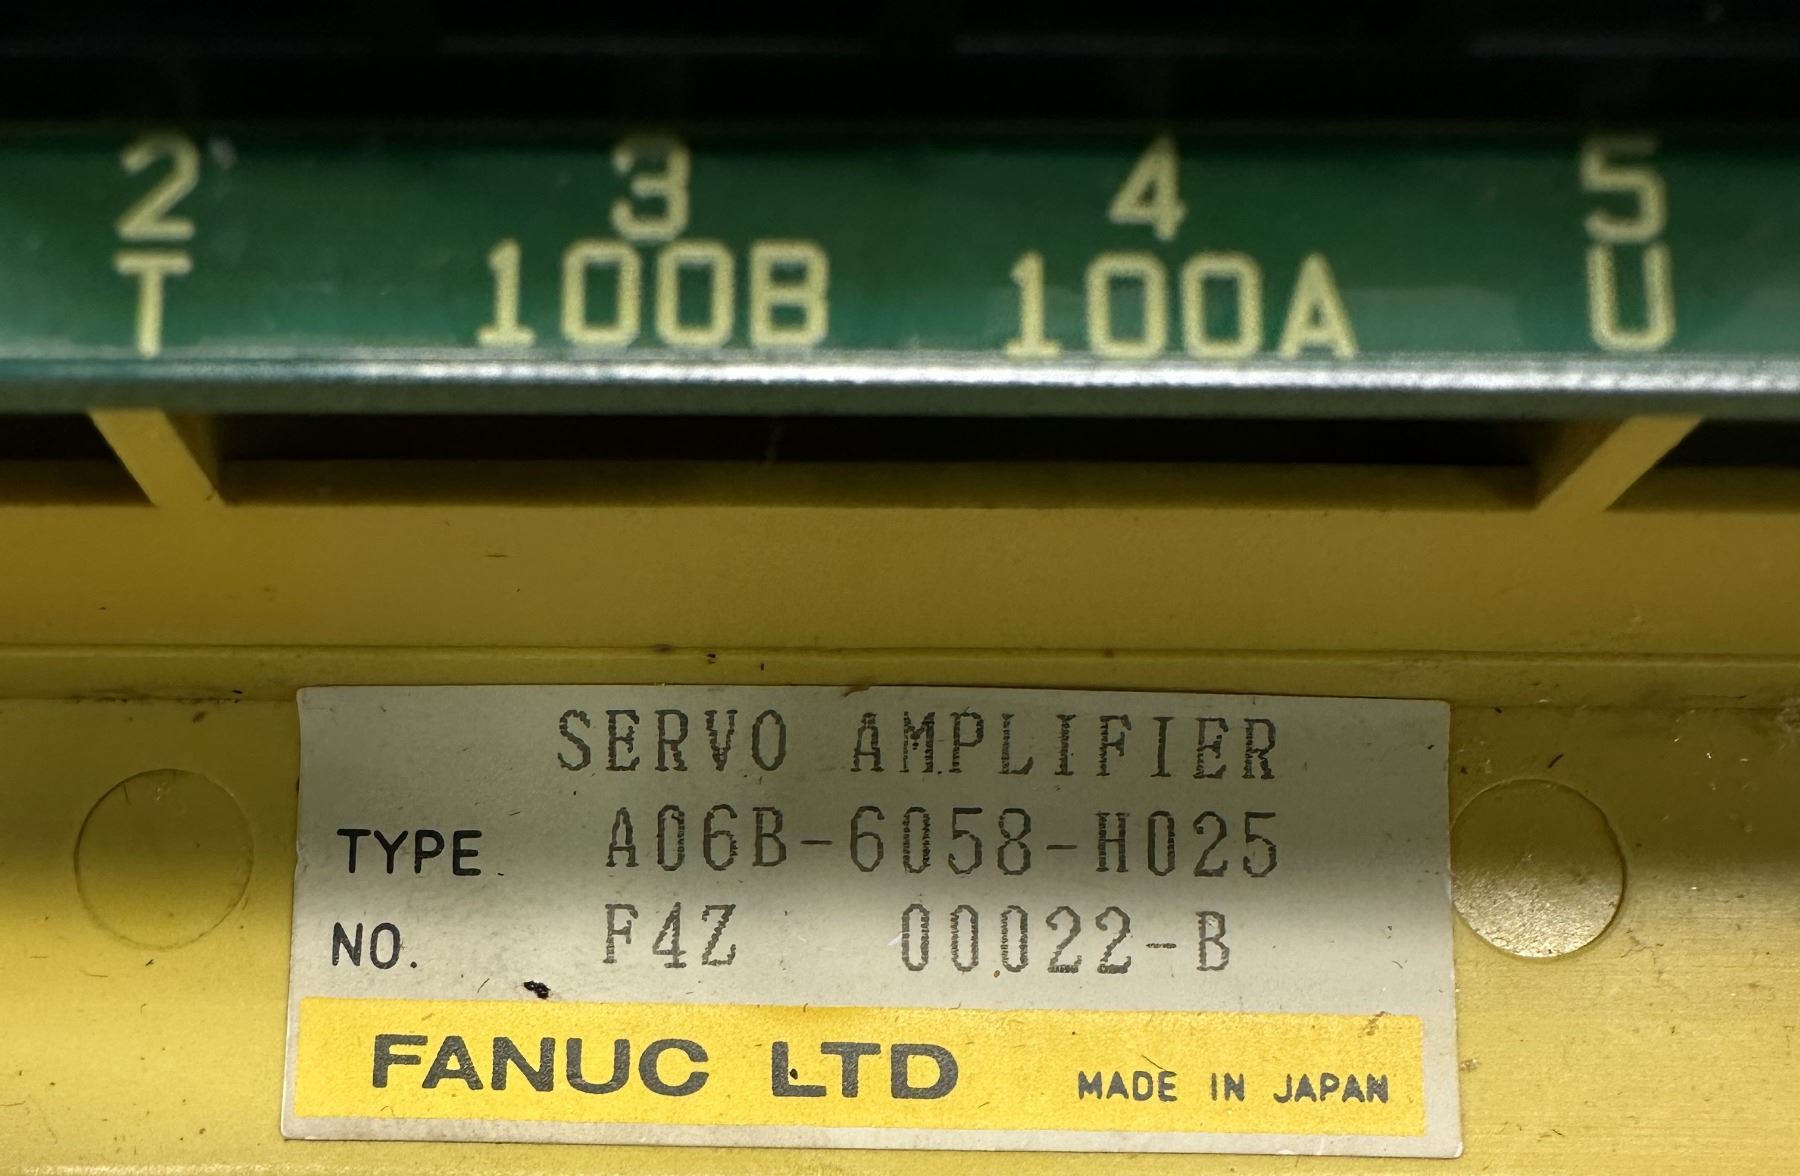 2 3 4 5
T 100B 100A U
SERVO AMPLIFIER
TYPE A06B-6058-H025
NO. F4Z 00022-B
FANUC LTD MADE IN JAPAN